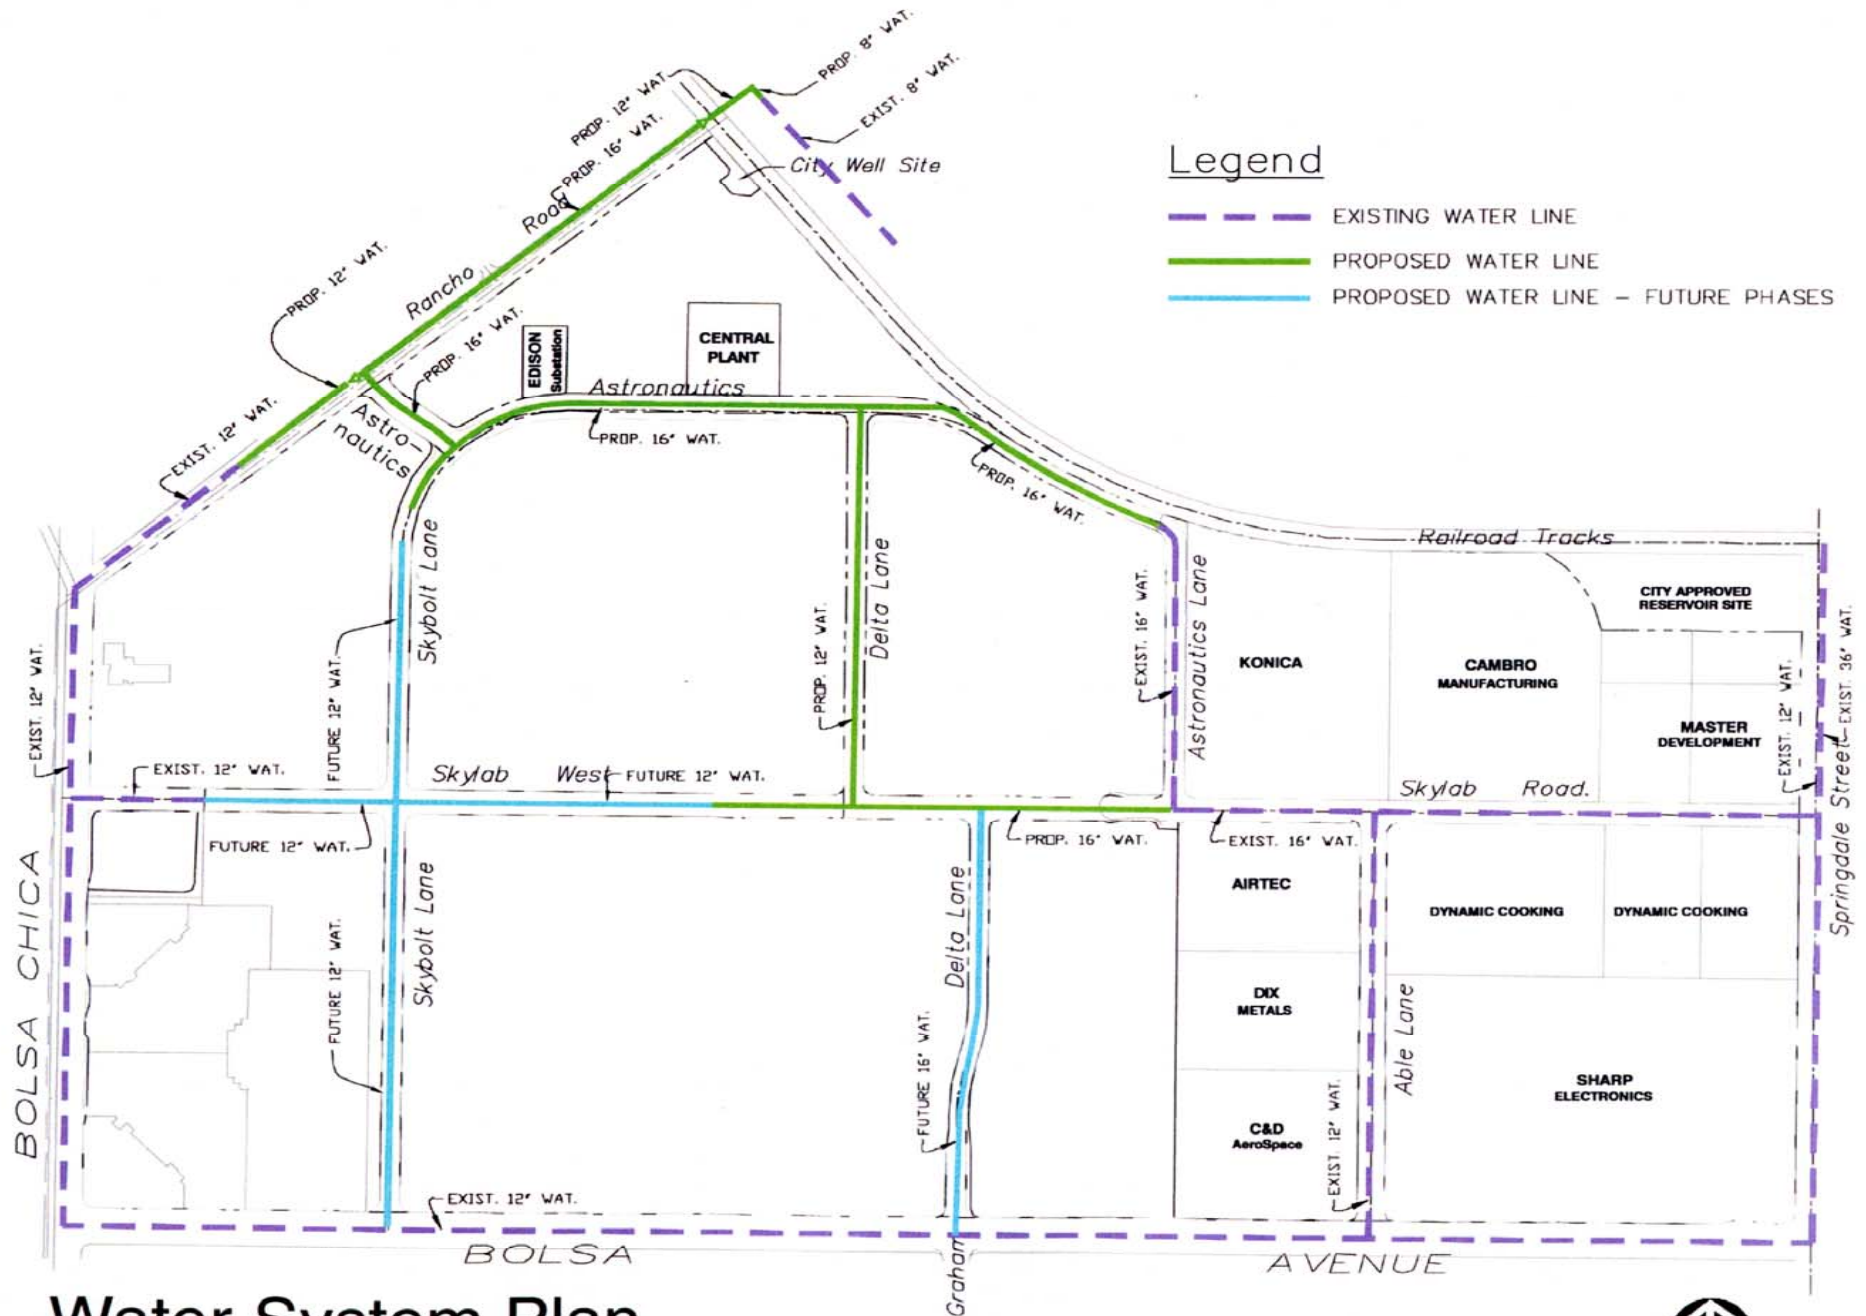 PROP. 8" WAT.
PROP. 12" WAT.
EXIST. 8" WAT.
PROP. 16" WAT.
City Well Site
Road
Rancho
Legend
EXISTING WATER LINE
PROPOSED WATER LINE
PROPOSED WATER LINE - FUTURE PHASES
PROP. 12" WAT.
PROP. 16" WAT.
EXIST. 12" WAT.
EDISON
Substation
CENTRAL
PLANT
Astronautics
Astro-
nautics
PROP. 16" WAT.
PROP. 16" WAT.
Railroad Tracks
Skybolt Lane
Delta Lane
Astronautics Lane
EXIST. 16" WAT.
PROP. 12" WAT.
FUTURE 12" WAT.
EXIST. 12" WAT.
KONICA
CAMBRO
MANUFACTURING
CITY APPROVED
RESERVOIR SITE
MASTER
DEVELOPMENT
EXIST. 12" WAT.
EXIST. 36" WAT.
Springdale Street
EXIST. 12" WAT.
Skylab West
FUTURE 12" WAT.
Skylab Road.
FUTURE 12" WAT.
PROP. 16" WAT.
EXIST. 16" WAT.
BOLSA CHICA
Skybolt Lane
FUTURE 12" WAT.
Delta Lane
FUTURE 16" WAT.
AIRTEC
DIX
METALS
C&D
AeroSpace
DYNAMIC COOKING
DYNAMIC COOKING
Able Lane
EXIST. 12" WAT.
SHARP
ELECTRONICS
EXIST. 12" WAT.
BOLSA AVENUE
Graham
Water System Plan